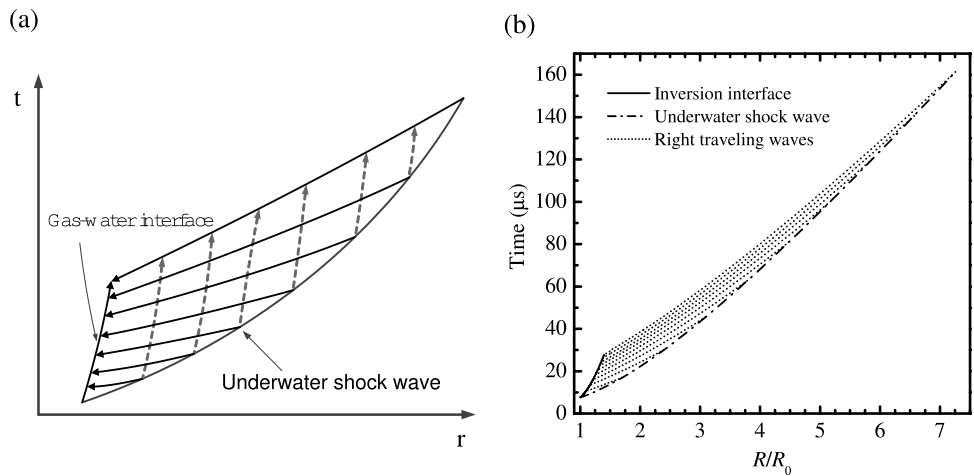 (a)
t
Gas-water interface
Underwater shock wave
r
(b)
Time (μs)
160
140
120
100
80
60
40
20
0
Inversion interface
Underwater shock wave
Right traveling waves
1 2 3 4 5 6 7
R/R0